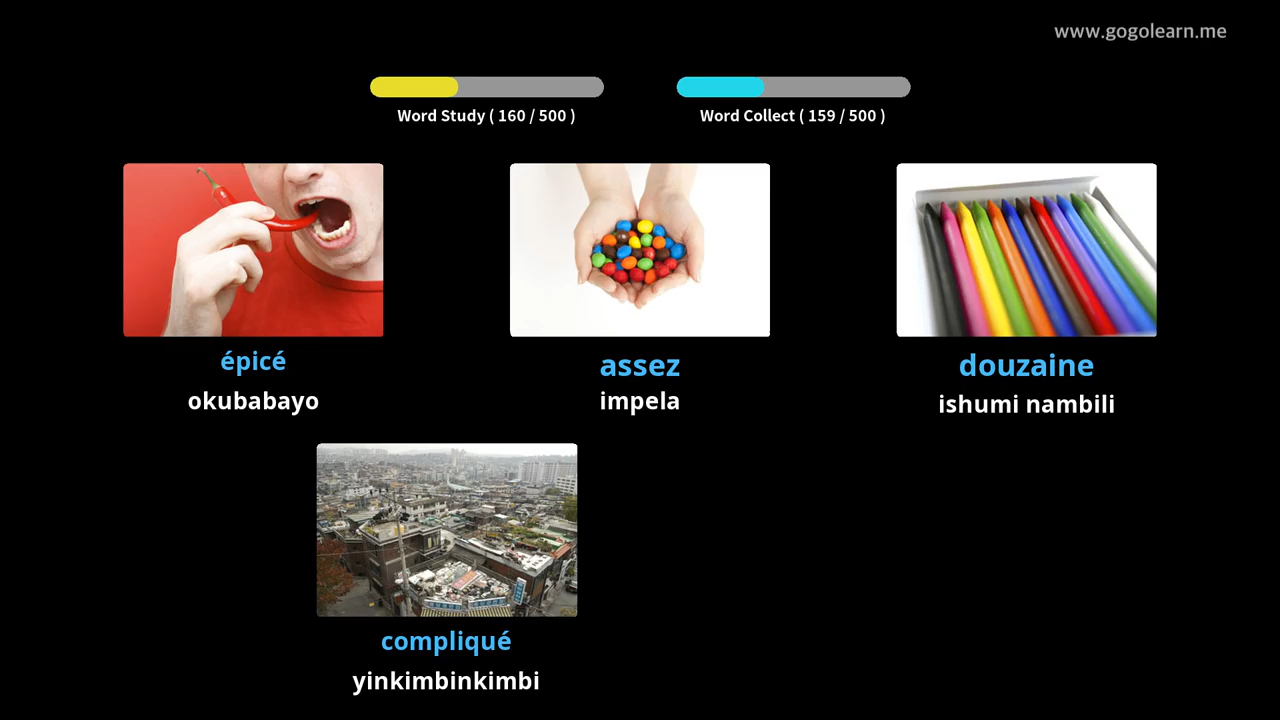 www.gogolearn.me
Word Study ( 160 / 500 )
Word Collect ( 159 / 500 )
épicé
okubabayo
assez
impela
douzaine
ishumi nambili
compliqué
yinkimbinkimbi